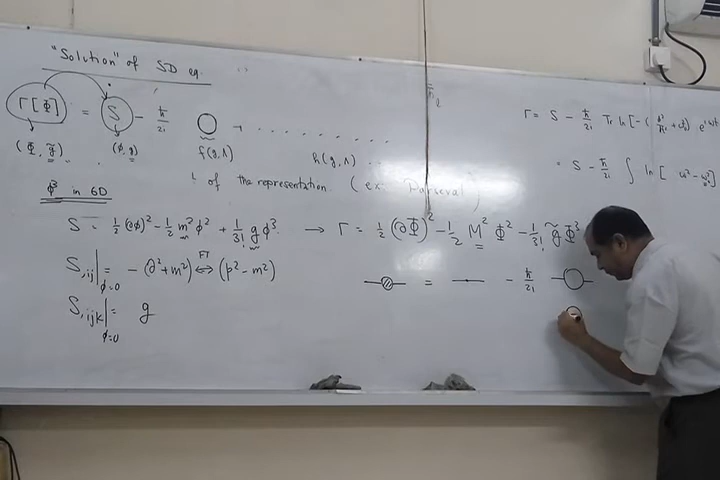 "Solution" of SD eq.
Γ[Φ] = S - ħ/2i ○ + . . . . . . . .
(Φ, g̃) (ϕ, g) f(g,Λ) h(g,Λ) ...
of the representation. (ex: Parseval)
ϕ³ in 6D
S = 1/2 (∂ϕ)² - 1/2 m² ϕ² + 1/3! g ϕ³ → Γ = 1/2 (∂Φ)² - 1/2 M² Φ² - 1/3! g̃ Φ³
S,ij|ϕ=0 = - (∂² + m²) FT↔ (p² - m²)
= - ħ/2i
S,ijk|ϕ=0 = g
Γ = S - ħ/2i Tr ln [ - (
= S - ħ/2i ∫ ln [ ω² - ω²